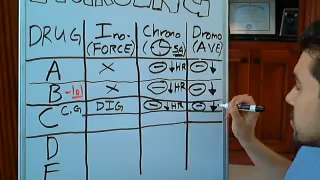 DRUG Ino- (FORCE) Chrono (SA) Dromo (AVE)
A X ⊖↓HR ⊖↓
B -lol X ⊖↓HR ⊖↓
C C.G. DIG ⊖↓HR ⊖↓
D